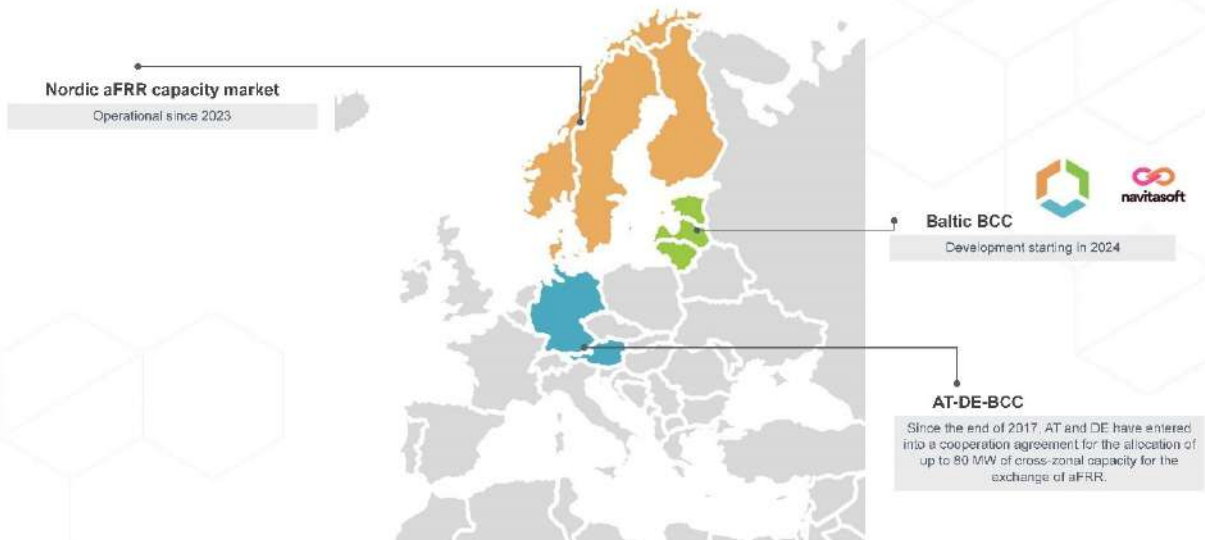 Nordic aFRR capacity market
Operational since 2023
navitasoft
Baltic BCC
Development starting in 2024
AT-DE-BCC
Since the end of 2017, AT and DE have entered
into a cooperation agreement for the allocation of
up to 80 MW of cross-zonal capacity for the
exchange of aFRR.